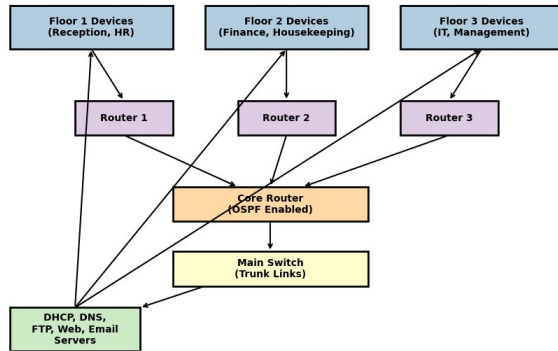 Floor 1 Devices
(Reception, HR)
Floor 2 Devices
(Finance, Housekeeping)
Floor 3 Devices
(IT, Management)
Router 1
Router 2
Router 3
Core Router
(OSPF Enabled)
Main Switch
(Trunk Links)
DHCP, DNS,
FTP, Web, Email
Servers